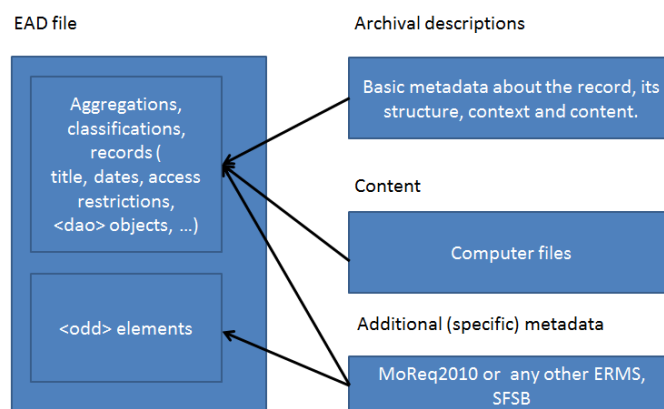 EAD file
Aggregations,
classifications,
records (
title, dates, access
restrictions,
<dao> objects, ...)
<odd> elements
Archival descriptions
Basic metadata about the record, its
structure, context and content.
Content
Computer files
Additional (specific) metadata
MoReq2010 or any other ERMS,
SFSB